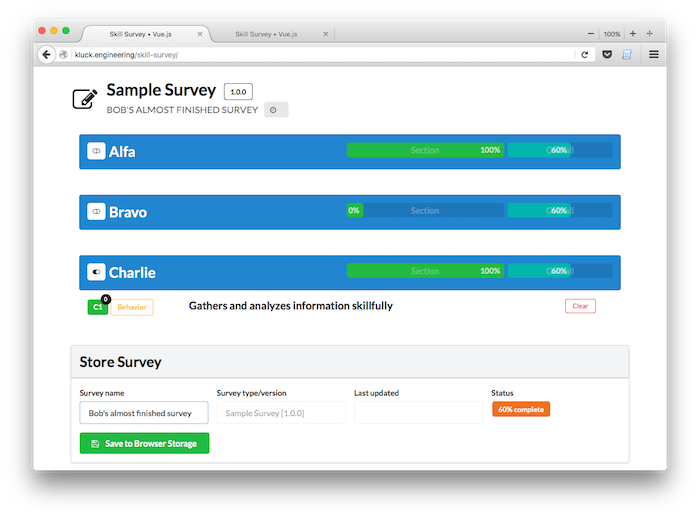 Skill Survey • Vue.js
Skill Survey • Vue.js
100%
kluck.engineering/skill-survey/
Sample Survey 1.0.0
BOB'S ALMOST FINISHED SURVEY
Alfa Section 100% 60%
Bravo 0% Section 60%
Charlie Section 100% 60%
C1 0 Behavior Gathers and analyzes information skillfully Clear
Store Survey
Survey name Survey type/version Last updated Status
Bob's almost finished survey Sample Survey [1.0.0] 60% complete
Save to Browser Storage